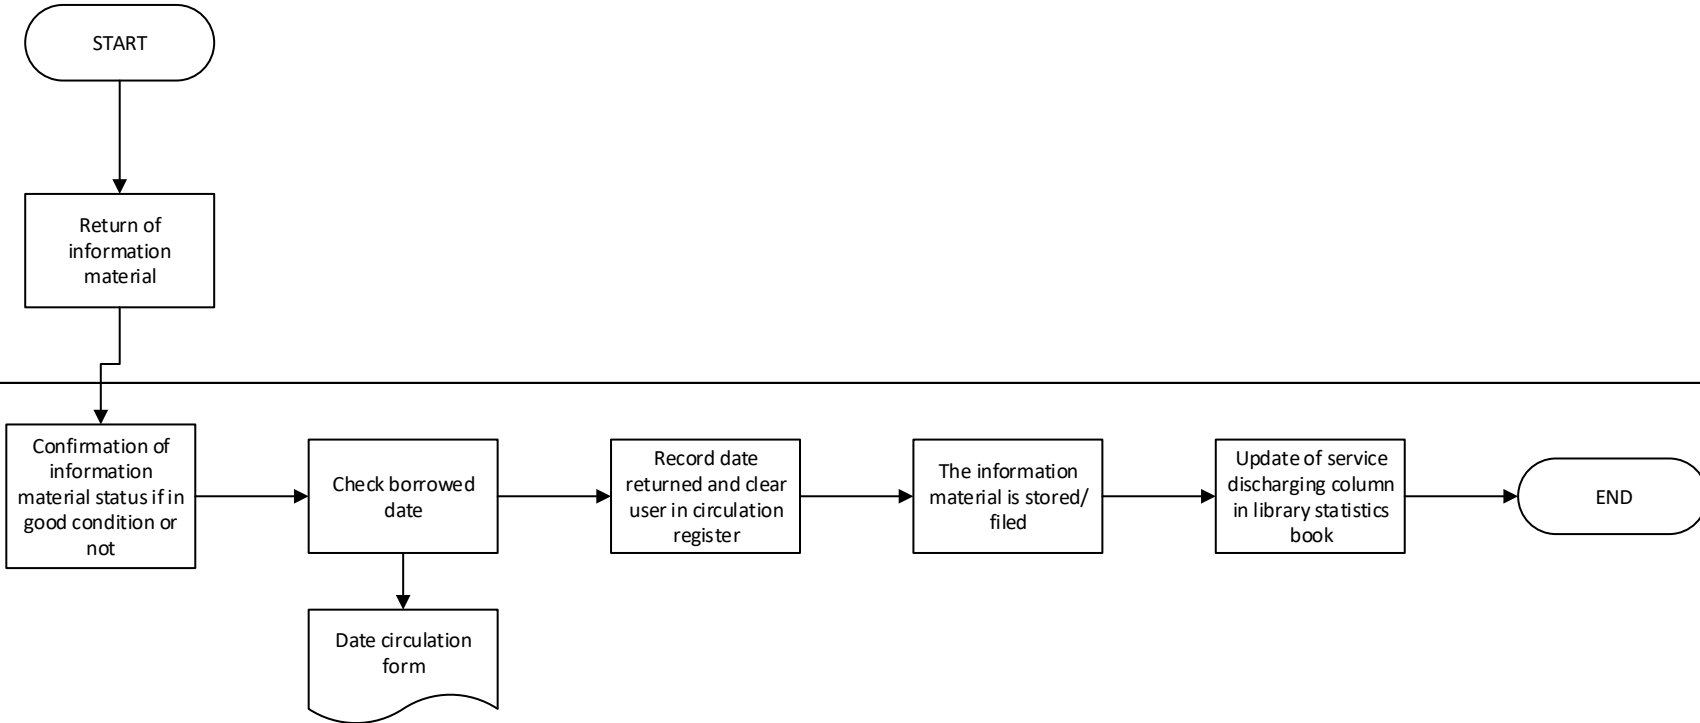 START
Return of
information
material
Confirmation of
information
material status if in
good condition or
not
Check borrowed
date
Record date
returned and clear
user in circulation
register
The information
material is stored/
filed
Update of service
discharging column
in library statistics
book
END
Date circulation
form